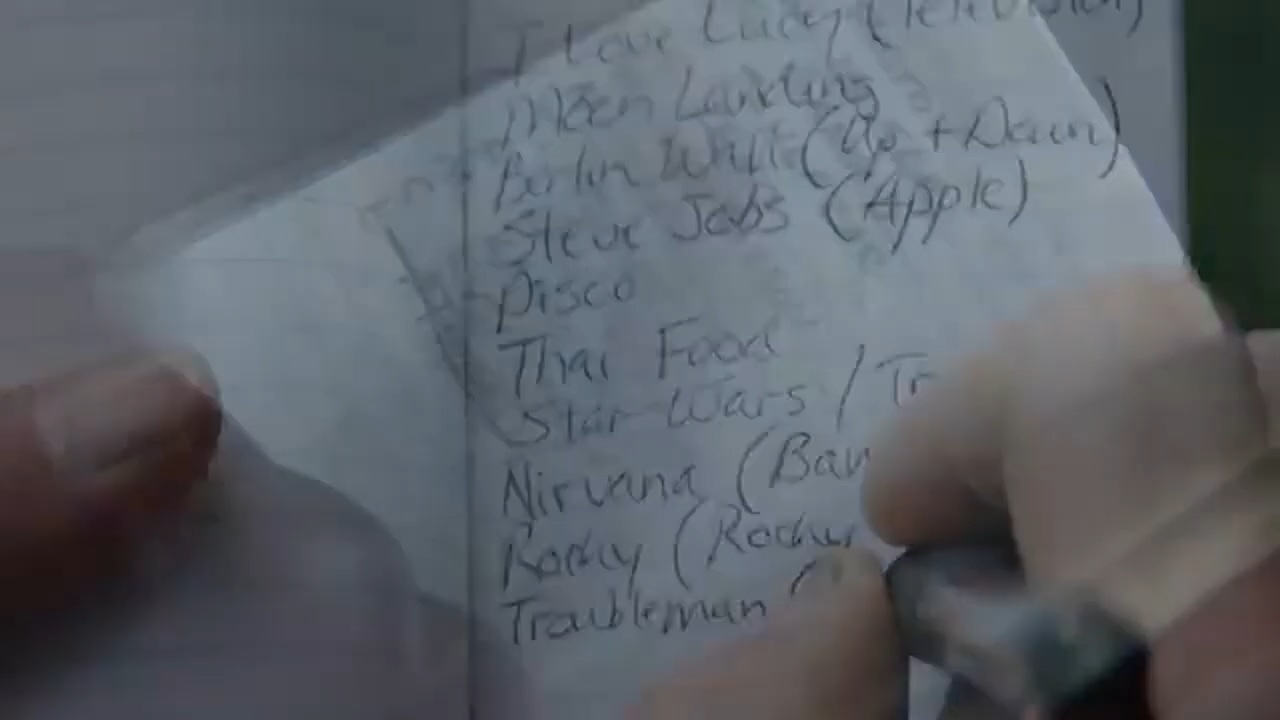 I Love Lucy (Television)
Moon Landing
Berlin Wall (Up + Down)
Steve Jobs (Apple)
Disco
Thai Food
Star Wars / Tr
Nirvana (Ban
Rocky (Rocky
Troubleman (